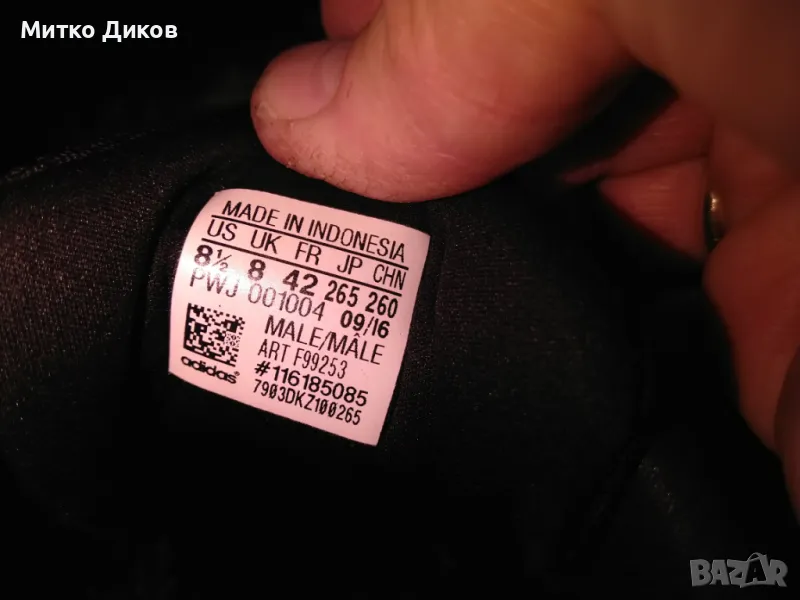 Митко Диков
MADE IN INDONESIA
US UK FR JP CHN
8½ 8 42 265 260
PWJ 001004 09/16
MALE/MÂLE
ART F99253
#116185085
adidas®
7903DKZ100265
BAZAR